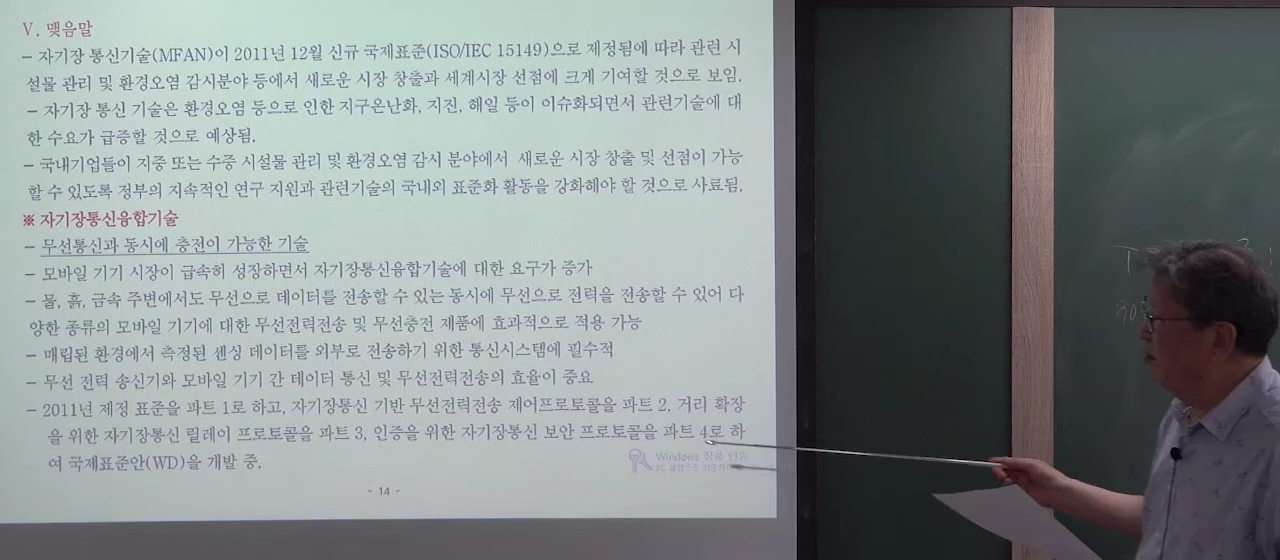 Ⅴ. 맺음말
- 자기장 통신기술(MFAN)이 2011년 12월 신규 국제표준(ISO/IEC 15149)으로 제정됨에 따라 관련 시
설물 관리 및 환경오염 감시분야 등에서 새로운 시장 창출과 세계시장 선점에 크게 기여할 것으로 보임.
- 자기장 통신 기술은 환경오염 등으로 인한 지구온난화, 지진, 해일 등이 이슈화되면서 관련기술에 대
한 수요가 급증할 것으로 예상됨.
- 국내기업들이 지중 또는 수중 시설물 관리 및 환경오염 감시 분야에서 새로운 시장 창출 및 선점이 가능
할 수 있도록 정부의 지속적인 연구 지원과 관련기술의 국내외 표준화 활동을 강화해야 할 것으로 사료됨.
※ 자기장통신융합기술
- 무선통신과 동시에 충전이 가능한 기술
- 모바일 기기 시장이 급속히 성장하면서 자기장통신융합기술에 대한 요구가 증가
- 물, 흙, 금속 주변에서도 무선으로 데이터를 전송할 수 있는 동시에 무선으로 전력을 전송할 수 있어 다
양한 종류의 모바일 기기에 대한 무선전력전송 및 무선충전 제품에 효과적으로 적용 가능
- 매립된 환경에서 측정된 센싱 데이터를 외부로 전송하기 위한 통신시스템에 필수적
- 무선 전력 송신기와 모바일 기기 간 데이터 통신 및 무선전력전송의 효율이 중요
- 2011년 제정 표준을 파트 1로 하고, 자기장통신 기반 무선전력전송 제어프로토콜을 파트 2, 거리 확장
을 위한 자기장통신 릴레이 프로토콜을 파트 3, 인증을 위한 자기장통신 보안 프로토콜을 파트 4로 하
여 국제표준안(WD)을 개발 중.
Windows 정품 인증
- 14 -